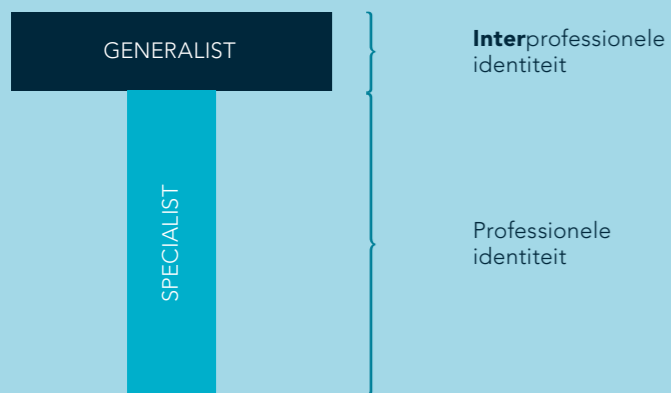 GENERALIST
Interprofessionele
identiteit
SPECIALIST
Professionele
identiteit